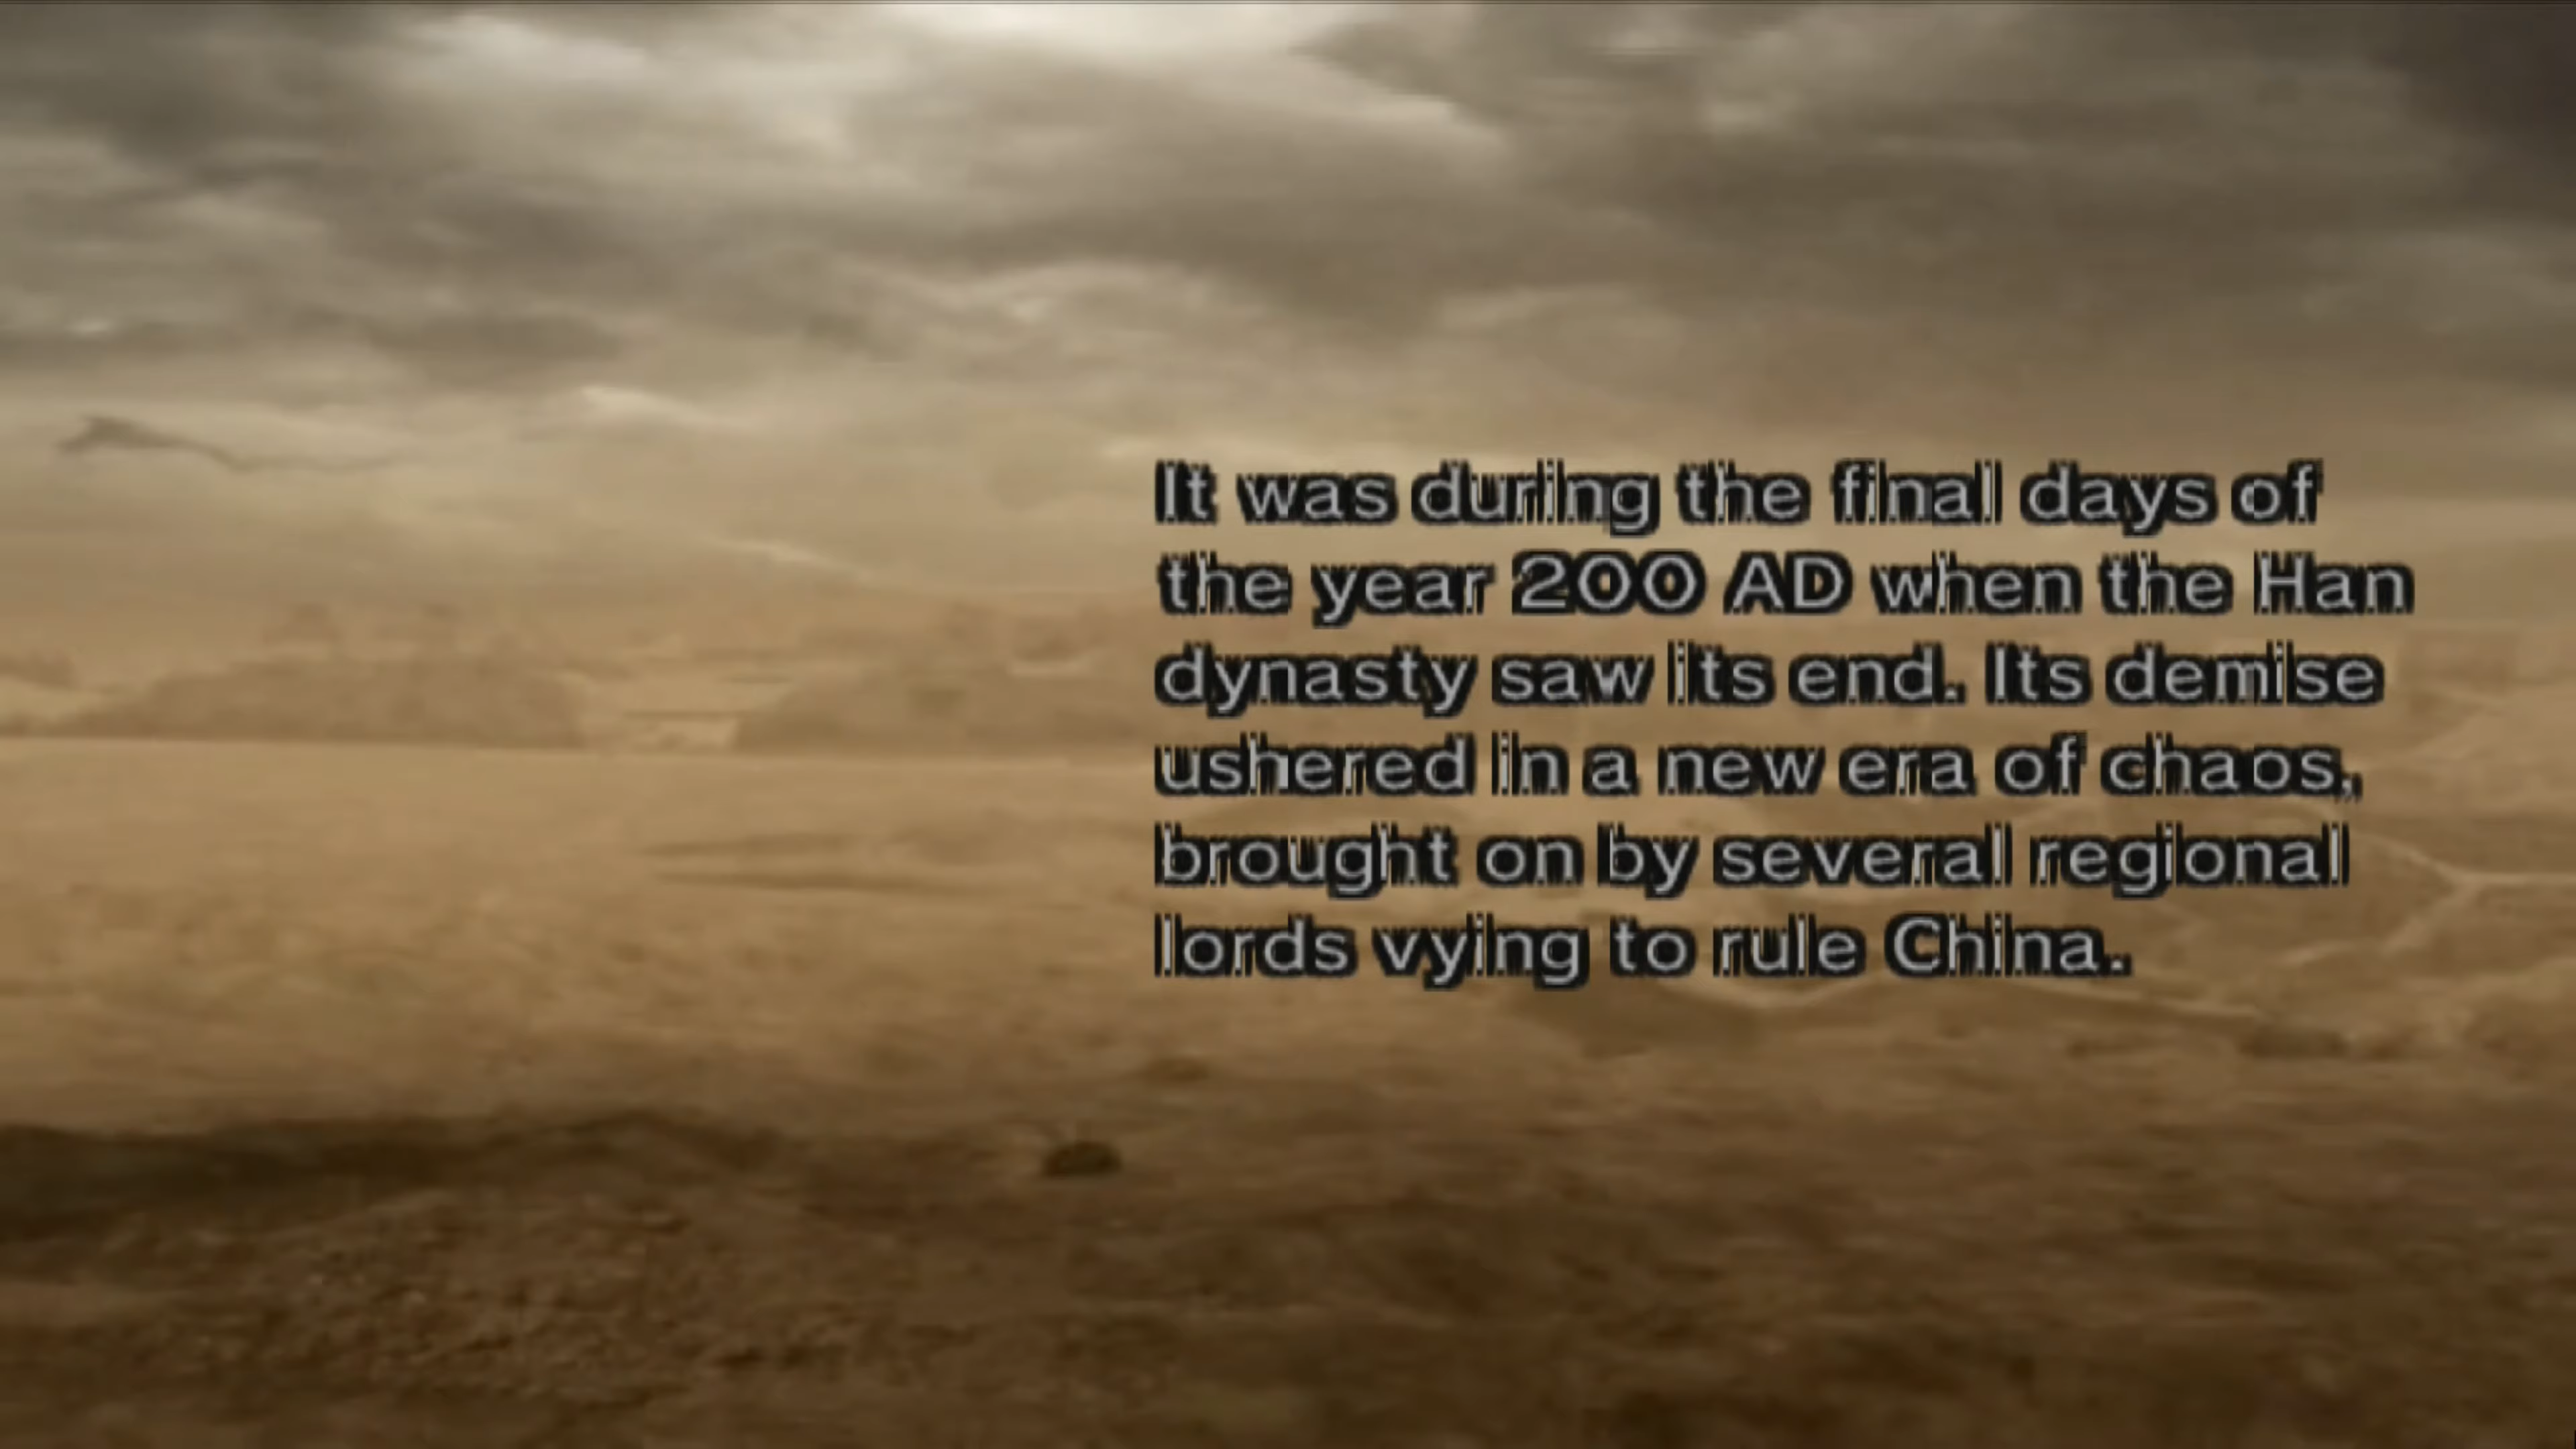 It was during the final days of
the year 200 AD when the Han
dynasty saw its end. Its demise
ushered in a new era of chaos,
brought on by several regional
lords vying to rule China.